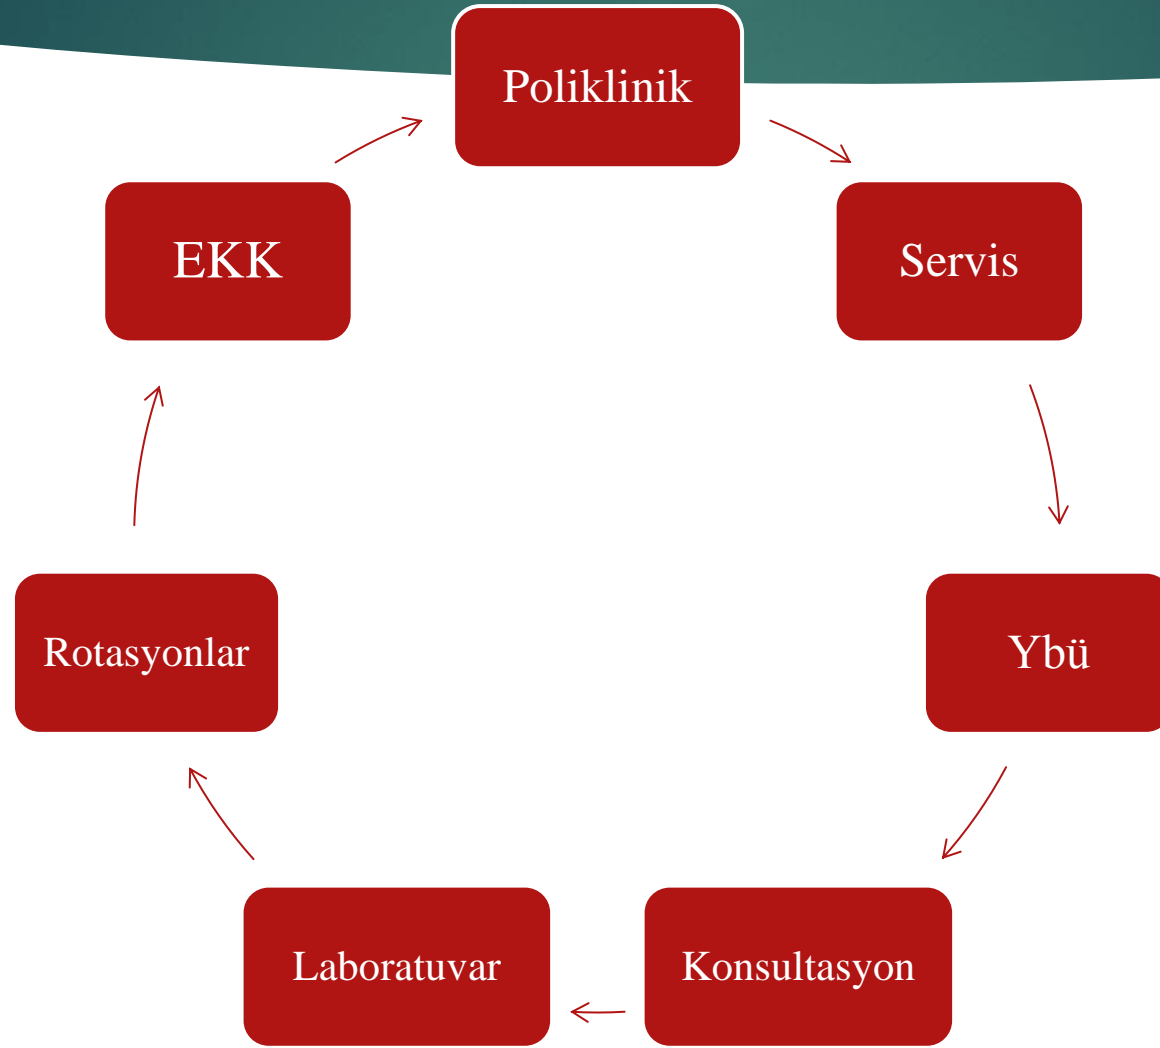 Poliklinik
Servis
Ybü
Konsultasyon
Laboratuvar
Rotasyonlar
EKK